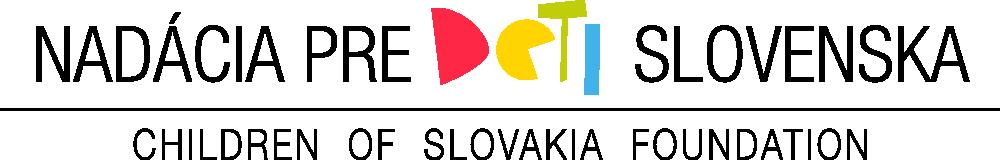 NADÁCIA PRE DETI SLOVENSKA
CHILDREN OF SLOVAKIA FOUNDATION